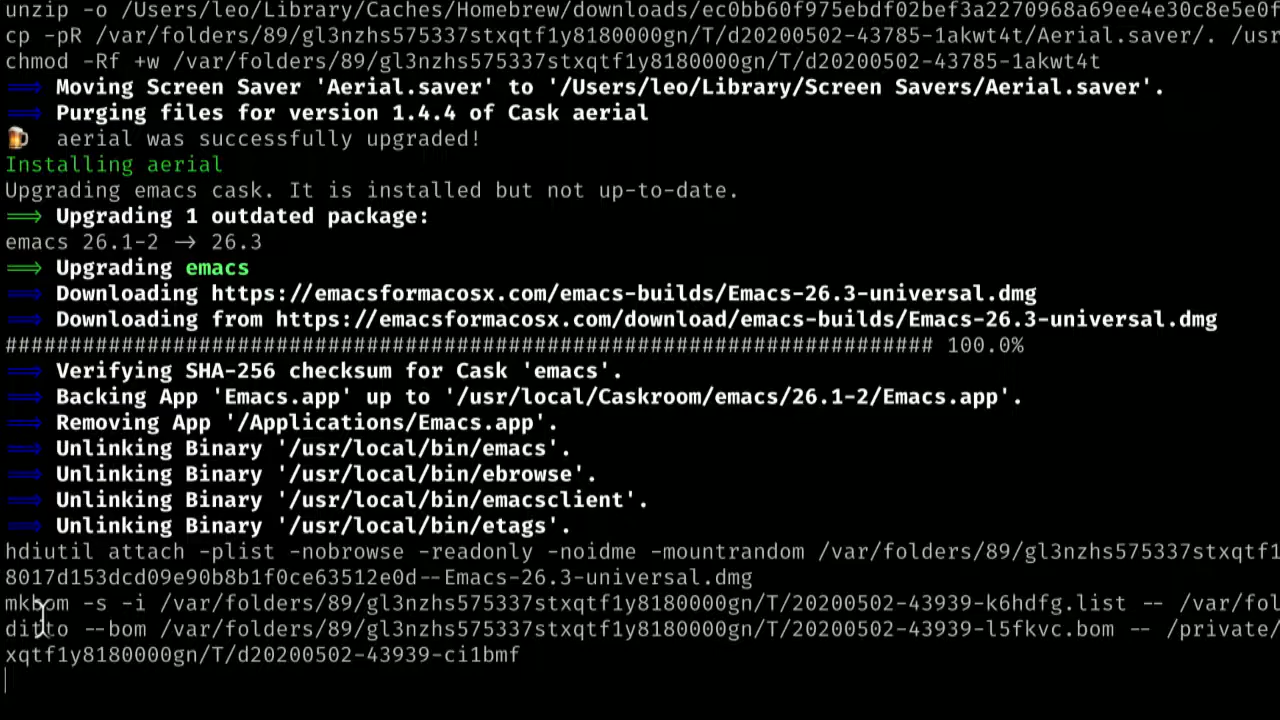 unzip -o /Users/leo/Library/Caches/Homebrew/downloads/ec0bb60f975ebdf02bef3a2270968a69ee4e30c8e5e0f
cp -pR /var/folders/89/gl3nzhs575337stxqtf1y8180000gn/T/d20200502-43785-1akwt4t/Aerial.saver/. /usr
chmod -Rf +w /var/folders/89/gl3nzhs575337stxqtf1y8180000gn/T/d20200502-43785-1akwt4t
==> Moving Screen Saver 'Aerial.saver' to '/Users/leo/Library/Screen Savers/Aerial.saver'.
==> Purging files for version 1.4.4 of Cask aerial
🍺 aerial was successfully upgraded!
Installing aerial
Upgrading emacs cask. It is installed but not up-to-date.
==> Upgrading 1 outdated package:
emacs 26.1-2 -> 26.3
==> Upgrading emacs
==> Downloading https://emacsformacosx.com/emacs-builds/Emacs-26.3-universal.dmg
==> Downloading from https://emacsformacosx.com/download/emacs-builds/Emacs-26.3-universal.dmg
######################################################################## 100.0%
==> Verifying SHA-256 checksum for Cask 'emacs'.
==> Backing App 'Emacs.app' up to '/usr/local/Caskroom/emacs/26.1-2/Emacs.app'.
==> Removing App '/Applications/Emacs.app'.
==> Unlinking Binary '/usr/local/bin/emacs'.
==> Unlinking Binary '/usr/local/bin/ebrowse'.
==> Unlinking Binary '/usr/local/bin/emacsclient'.
==> Unlinking Binary '/usr/local/bin/etags'.
hdiutil attach -plist -nobrowse -readonly -noidme -mountrandom /var/folders/89/gl3nzhs575337stxqtf1
8017d153dcd09e90b8b1f0ce63512e0d--Emacs-26.3-universal.dmg
mkbom -s -i /var/folders/89/gl3nzhs575337stxqtf1y8180000gn/T/20200502-43939-k6hdfg.list -- /var/fol
ditto --bom /var/folders/89/gl3nzhs575337stxqtf1y8180000gn/T/20200502-43939-l5fkvc.bom -- /private/
xqtf1y8180000gn/T/d20200502-43939-ci1bmf